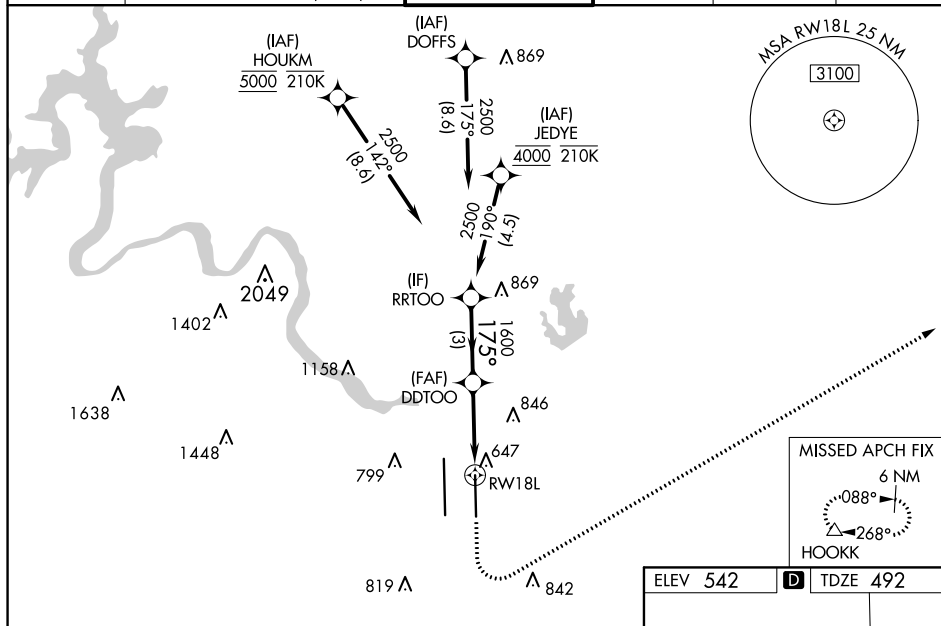 (IAF)
DOFFS
869
(IAF)
HOUKM
5000 210K
2500
142°
(8.6)
2500
175°
(8.6)
(IAF)
JEDYE
4000 210K
2500
190°
(4.5)
MSA RW18L 25 NM
3100
2049
1402
(IF)
RRTOO
869
1600
175°
(3)
1158
1638
(FAF)
DDTOO
846
1448
799
647
RW18L
819
842
MISSED APCH FIX
6 NM
088°
268°
HOOKK
ELEV 542 D TDZE 492